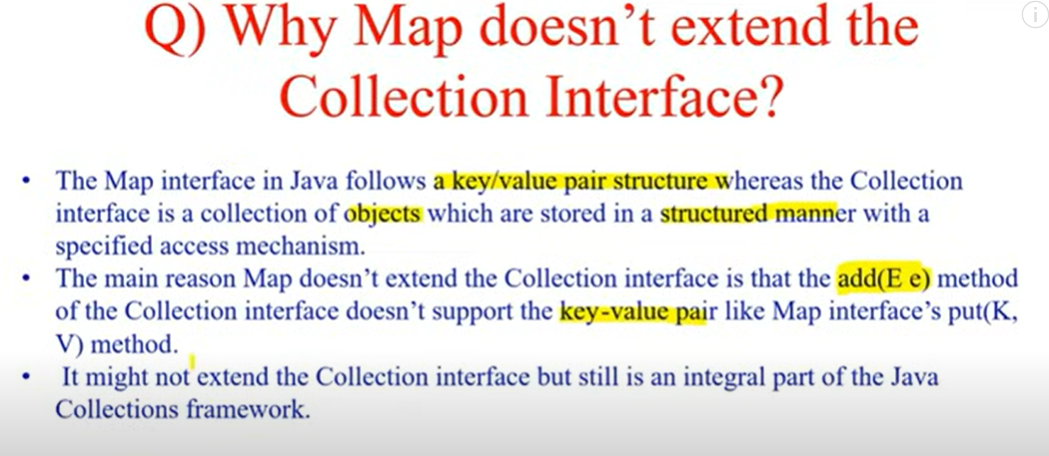 Q) Why Map doesn’t extend the
Collection Interface?
• The Map interface in Java follows a key/value pair structure whereas the Collection
interface is a collection of objects which are stored in a structured manner with a
specified access mechanism.
• The main reason Map doesn’t extend the Collection interface is that the add(E e) method
of the Collection interface doesn’t support the key-value pair like Map interface’s put(K,
V) method.
• It might not extend the Collection interface but still is an integral part of the Java
Collections framework.